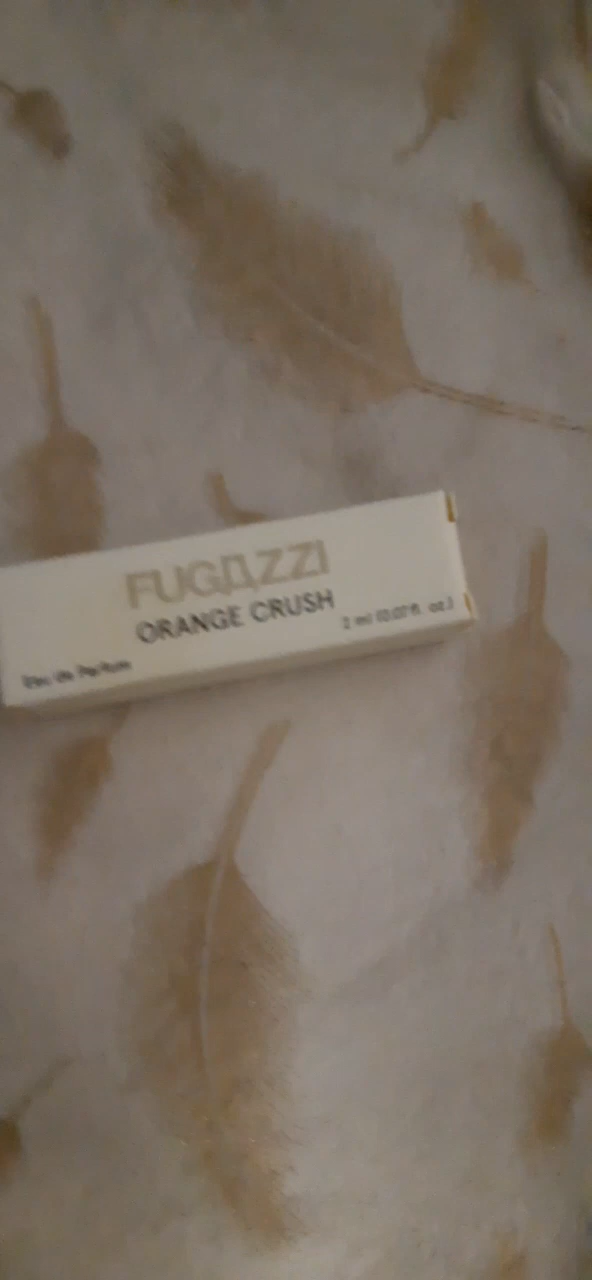 FUGAZZI
ORANGE CRUSH
2 ml (0.07 fl. oz.)
Eau de Parfum